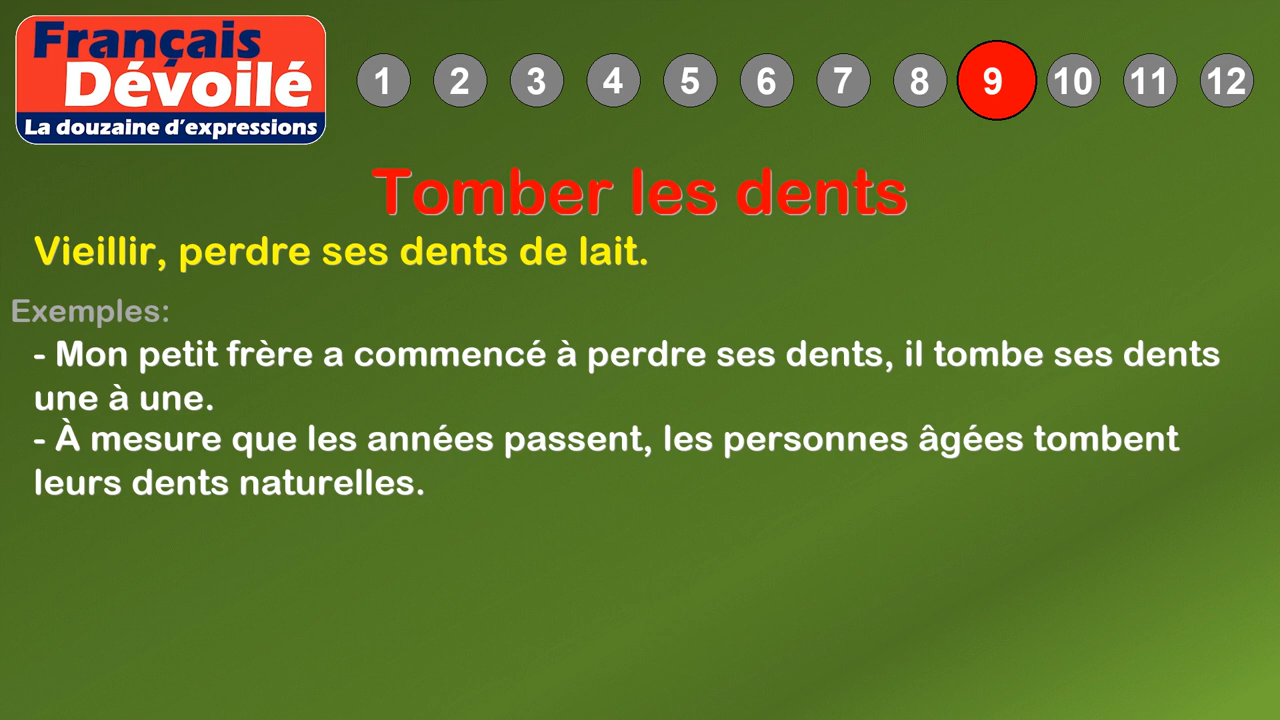 Français
Dévoilé
La douzaine d'expressions
1 2 3 4 5 6 7 8 9 10 11 12
Tomber les dents
Vieillir, perdre ses dents de lait.
Exemples:
- Mon petit frère a commencé à perdre ses dents, il tombe ses dents
une à une.
- À mesure que les années passent, les personnes âgées tombent
leurs dents naturelles.